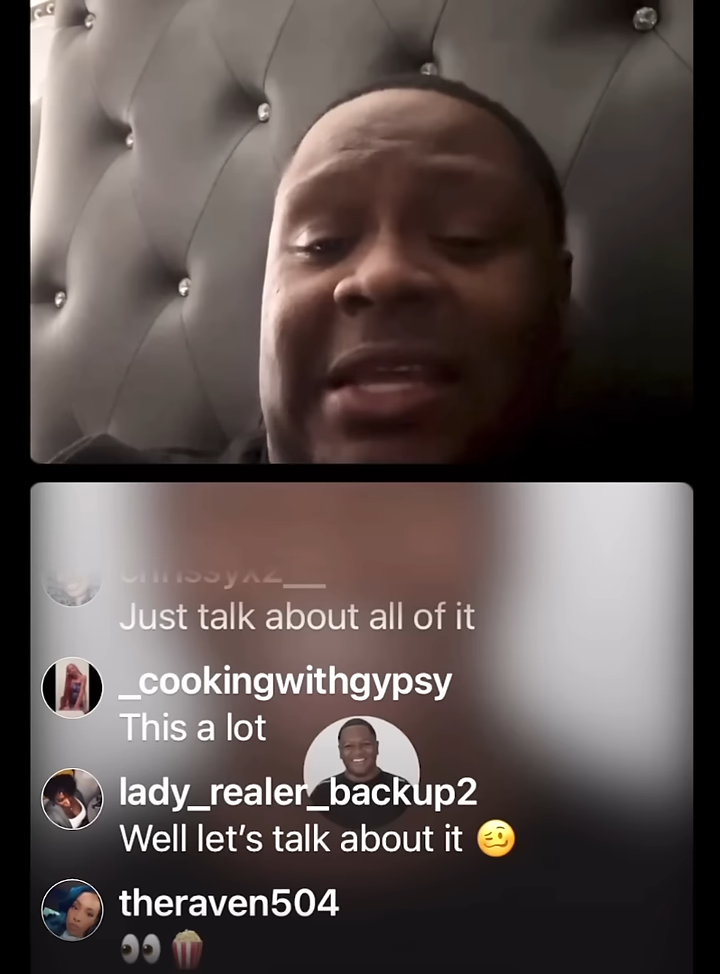 Just talk about all of it
_cookingwithgypsy
This a lot
lady_realer_backup2
Well let's talk about it 🥴
theraven504
👀🍿